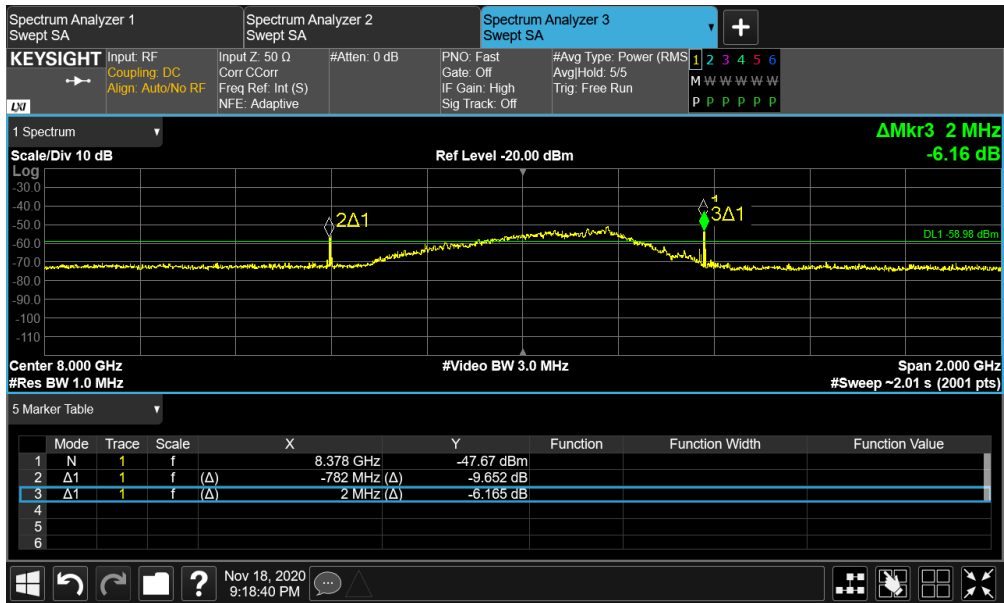 Spectrum Analyzer 1
Swept SA
Spectrum Analyzer 2
Swept SA
Spectrum Analyzer 3
Swept SA
KEYSIGHT
LXI
Input: RF
Coupling: DC
Align: Auto/No RF
Input Z: 50 Ω
Corr CCorr
Freq Ref: Int (S)
NFE: Adaptive
#Atten: 0 dB
PNO: Fast
Gate: Off
IF Gain: High
Sig Track: Off
#Avg Type: Power (RMS
Avg|Hold: 5/5
Trig: Free Run
1 2 3 4 5 6
M W W W W W
P P P P P P
1 Spectrum
ΔMkr3 2 MHz
-6.16 dB
Scale/Div 10 dB
Ref Level -20.00 dBm
Log
-30.0
-40.0
-50.0
-60.0
-70.0
-80.0
-90.0
-100
-110
2Δ1
1
3Δ1
DL1 -58.98 dBm
Center 8.000 GHz
#Video BW 3.0 MHz
Span 2.000 GHz
#Res BW 1.0 MHz
#Sweep ~2.01 s (2001 pts)
5 Marker Table
Mode Trace Scale X Y Function Function Width Function Value
1 N 1 f 8.378 GHz -47.67 dBm
2 Δ1 1 f (Δ) -782 MHz (Δ) -9.652 dB
3 Δ1 1 f (Δ) 2 MHz (Δ) -6.165 dB
4
5
6
?
Nov 18, 2020
9:18:40 PM